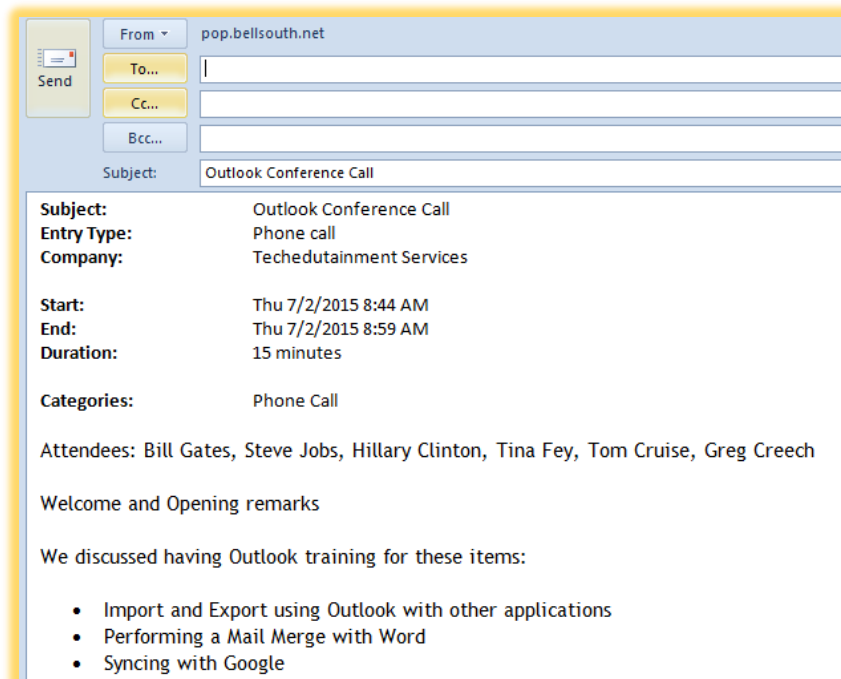 From
pop.bellsouth.net
Send
To...
Cc...
Bcc...
Subject:
Outlook Conference Call
Subject: Outlook Conference Call
Entry Type: Phone call
Company: Techedutainment Services
Start: Thu 7/2/2015 8:44 AM
End: Thu 7/2/2015 8:59 AM
Duration: 15 minutes
Categories: Phone Call
Attendees: Bill Gates, Steve Jobs, Hillary Clinton, Tina Fey, Tom Cruise, Greg Creech
Welcome and Opening remarks
We discussed having Outlook training for these items:
• Import and Export using Outlook with other applications
• Performing a Mail Merge with Word
• Syncing with Google